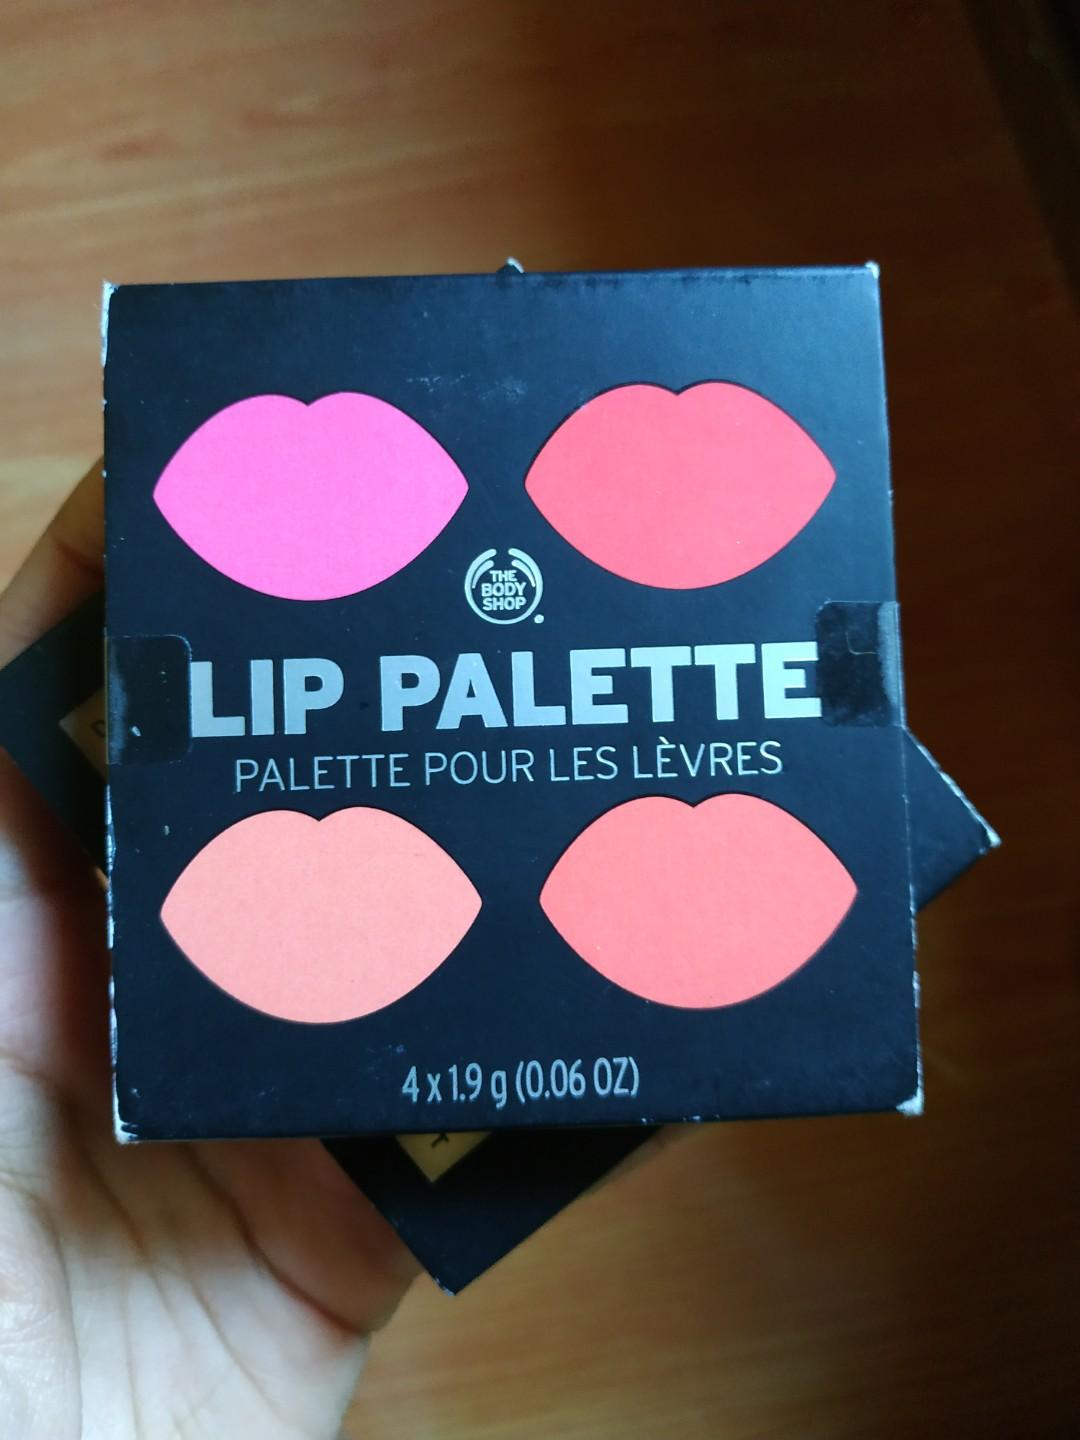 THE
BODY
SHOP
LIP PALETTE
PALETTE POUR LES LÈVRES
4 x 1.9 g (0.06 OZ)